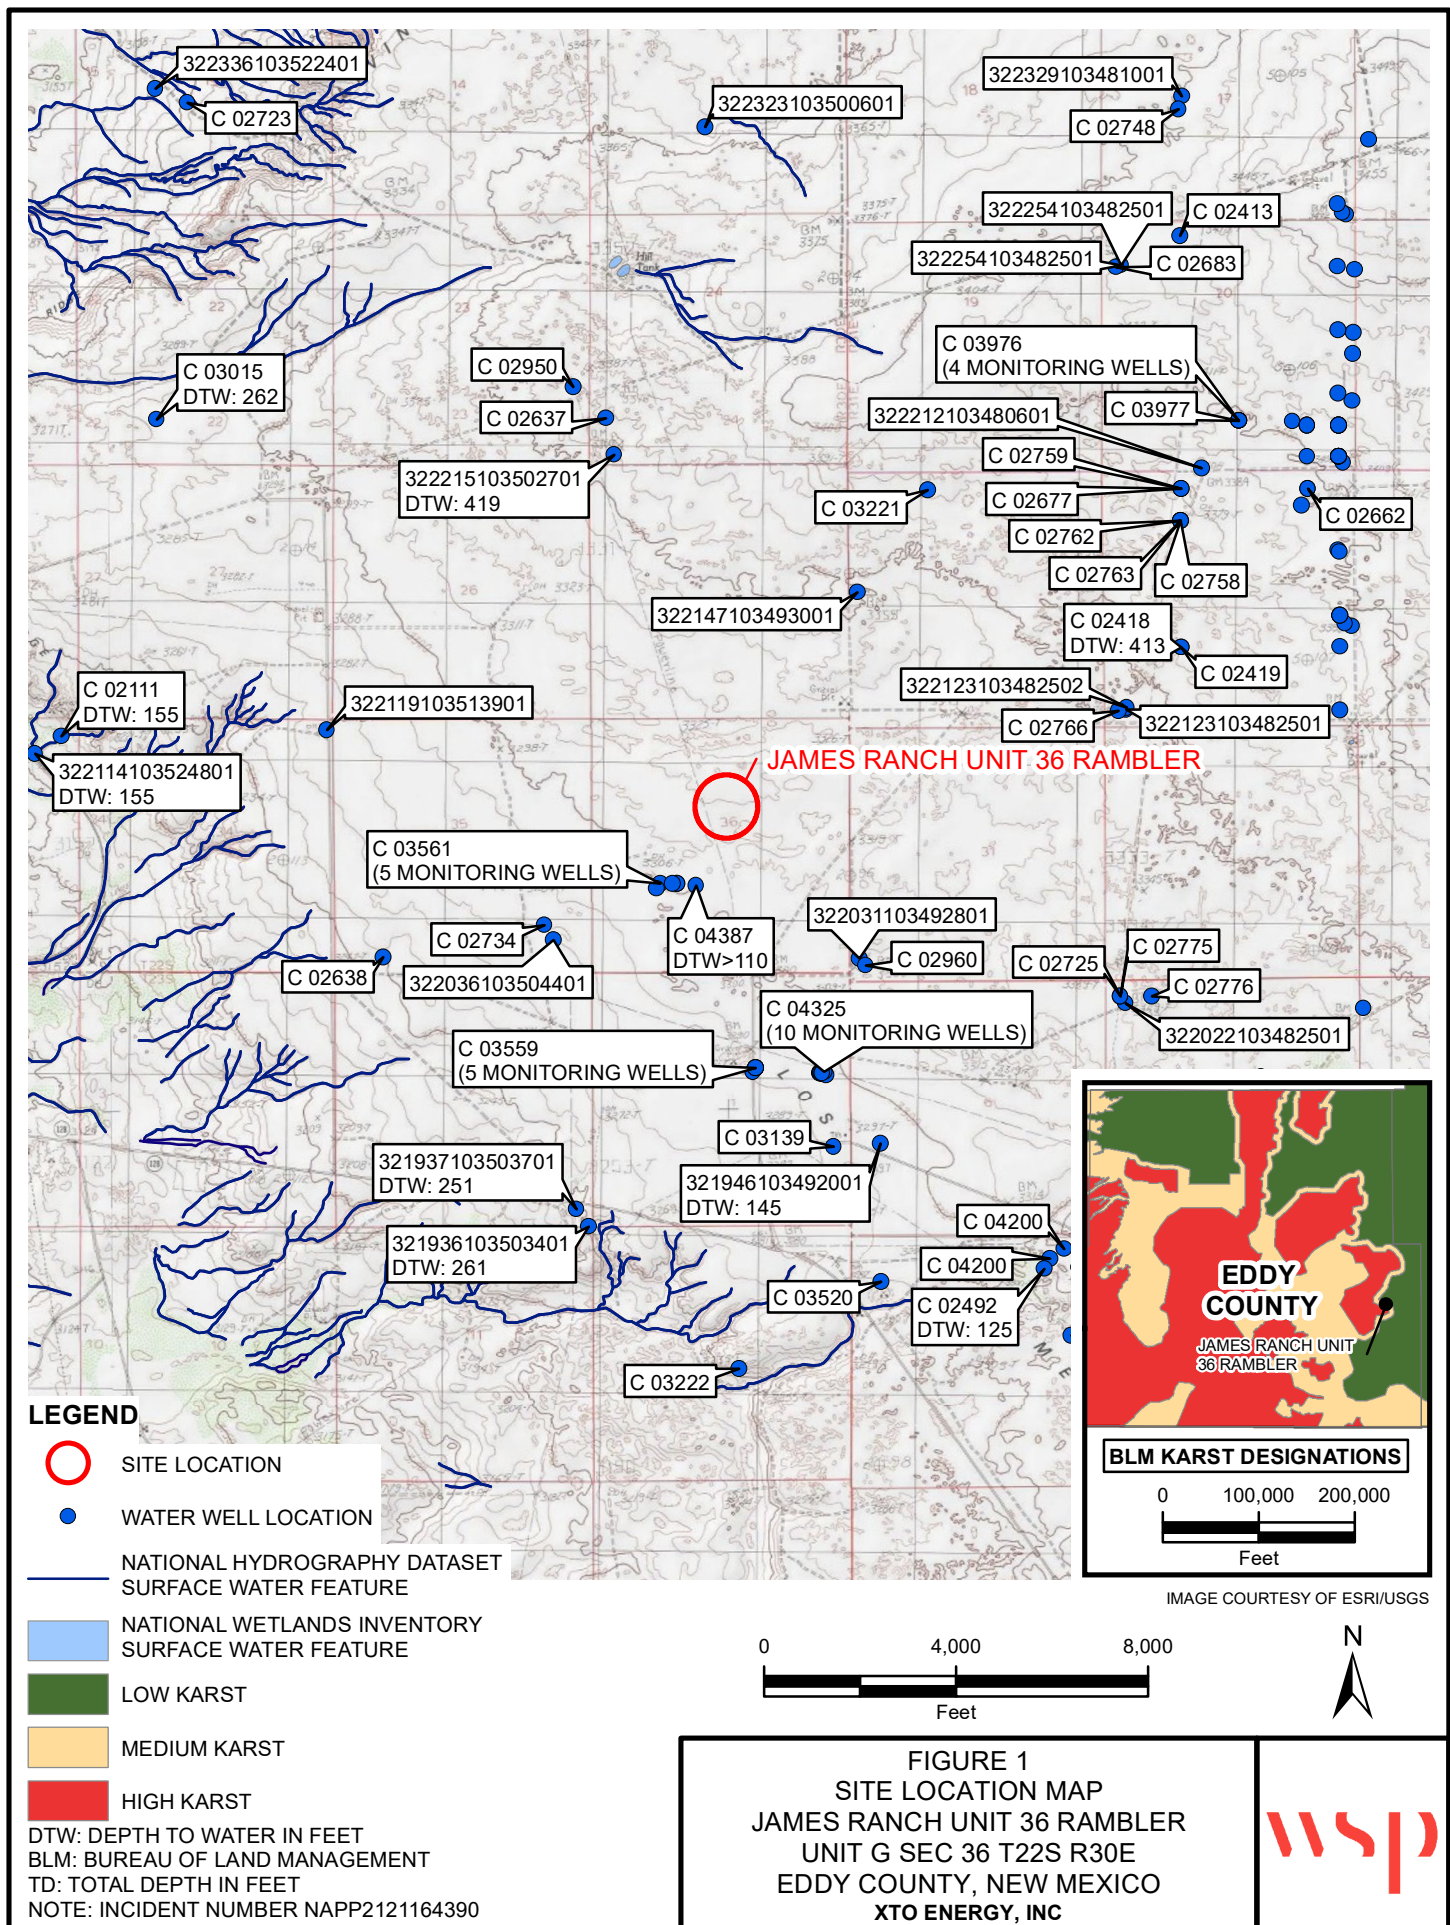 322336103522401
C 02723
322323103500601
322329103481001
C 02748
322254103482501
C 02413
322254103482501
C 02683
C 03976
(4 MONITORING WELLS)
C 03015
DTW: 262
C 02950
C 02637
C 03977
322212103480601
322215103502701
DTW: 419
C 02759
C 03221
C 02677
C 02662
C 02762
C 02763
C 02758
322147103493001
C 02418
DTW: 413
C 02419
C 02111
DTW: 155
322119103513901
322123103482502
C 02766
322123103482501
322114103524801
DTW: 155
JAMES RANCH UNIT 36 RAMBLER
C 03561
(5 MONITORING WELLS)
C 04387
DTW>110
322031103492801
C 02734
C 02960
C 02775
C 02725
C 02638
322036103504401
C 02776
C 04325
(10 MONITORING WELLS)
322022103482501
C 03559
(5 MONITORING WELLS)
C 03139
321937103503701
DTW: 251
321946103492001
DTW: 145
C 04200
321936103503401
DTW: 261
C 04200
C 03520
C 02492
DTW: 125
C 03222
EDDY
COUNTY
JAMES RANCH UNIT
36 RAMBLER
BLM KARST DESIGNATIONS
0 100,000 200,000
Feet
LEGEND
SITE LOCATION
WATER WELL LOCATION
NATIONAL HYDROGRAPHY DATASET
SURFACE WATER FEATURE
NATIONAL WETLANDS INVENTORY
SURFACE WATER FEATURE
LOW KARST
MEDIUM KARST
HIGH KARST
DTW: DEPTH TO WATER IN FEET
BLM: BUREAU OF LAND MANAGEMENT
TD: TOTAL DEPTH IN FEET
NOTE: INCIDENT NUMBER NAPP2121164390
IMAGE COURTESY OF ESRI/USGS
0 4,000 8,000
Feet
N
FIGURE 1
SITE LOCATION MAP
JAMES RANCH UNIT 36 RAMBLER
UNIT G SEC 36 T22S R30E
EDDY COUNTY, NEW MEXICO
XTO ENERGY, INC
wsp